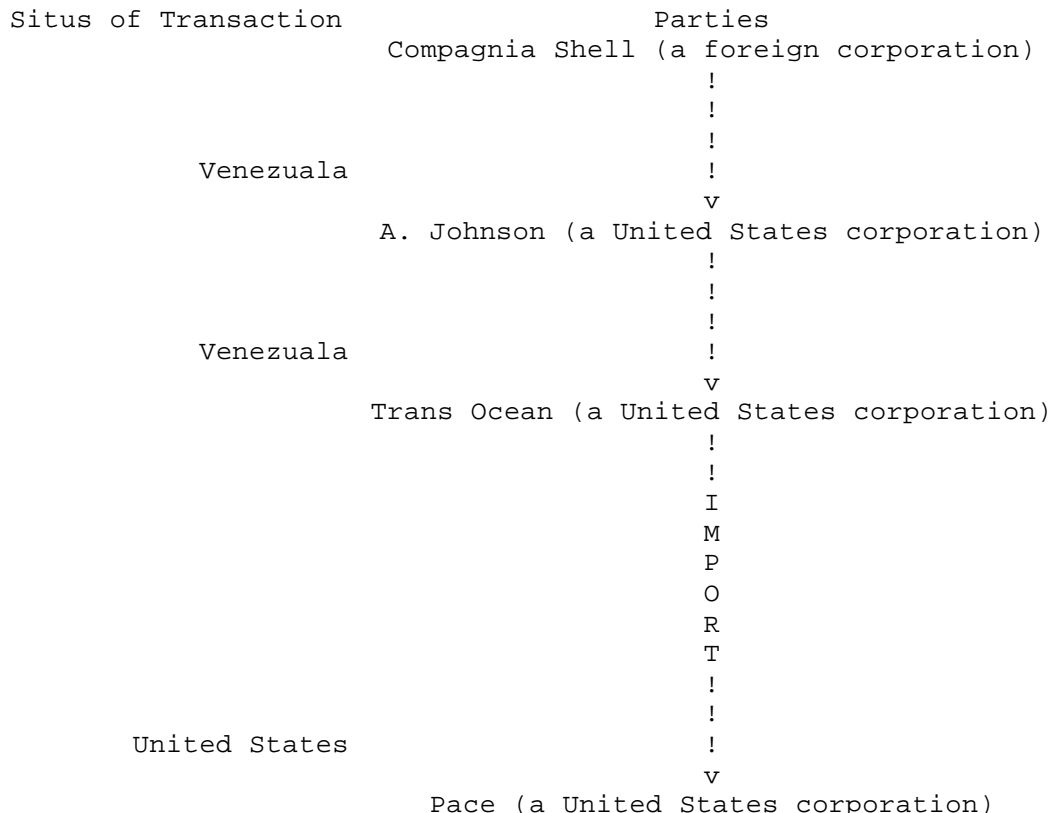 Situs of Transaction Parties
Compagnia Shell (a foreign corporation)
!
!
!
Venezuala !
v
A. Johnson (a United States corporation)
!
!
!
Venezuala !
v
Trans Ocean (a United States corporation)
!
!
I
M
P
O
R
T
!
!
United States !
v
Pace (a United States corporation)